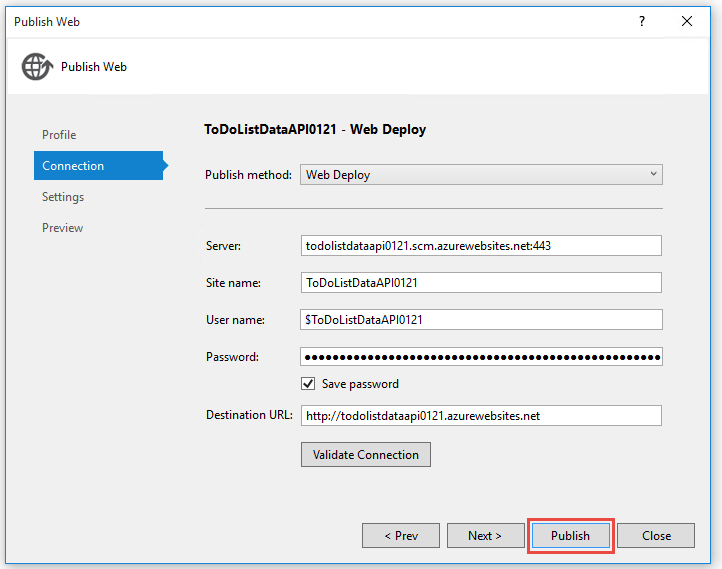 Publish Web
?
Publish Web
Profile
Connection
Settings
Preview
ToDoListDataAPI0121 - Web Deploy
Publish method: Web Deploy
Server: todolistdataapi0121.scm.azurewebsites.net:443
Site name: ToDoListDataAPI0121
User name: $ToDoListDataAPI0121
Password: ●●●●●●●●●●●●●●●●●●●●●●●●●●●●●●●●●●●●●●●●●●●●●●●●●●●
Save password
Destination URL: http://todolistdataapi0121.azurewebsites.net
Validate Connection
< Prev Next > Publish Close